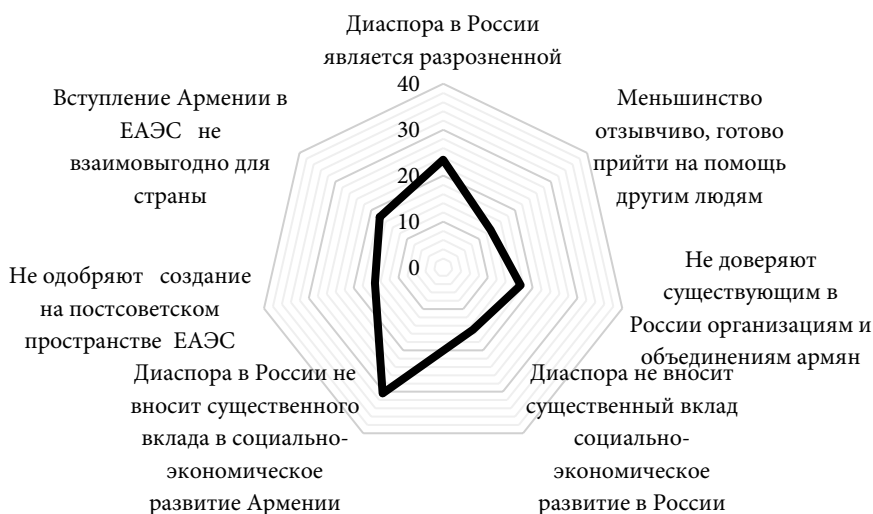 Диаспора в России
является разрозненной
Меньшинство
отзывчиво, готово
прийти на помощь
другим людям
Не доверяют
существующим в
России организациям и
объединениям армян
Диаспора не вносит
существенный вклад
социально-
экономическое
развитие в России
Диаспора в России не
вносит существенного
вклада в социально-
экономическое
развитие Армении
Не одобряют создание
на постсоветском
пространстве ЕАЭС
Вступление Армении в
ЕАЭС не
взаимовыгодно для
страны
40
30
20
10
0